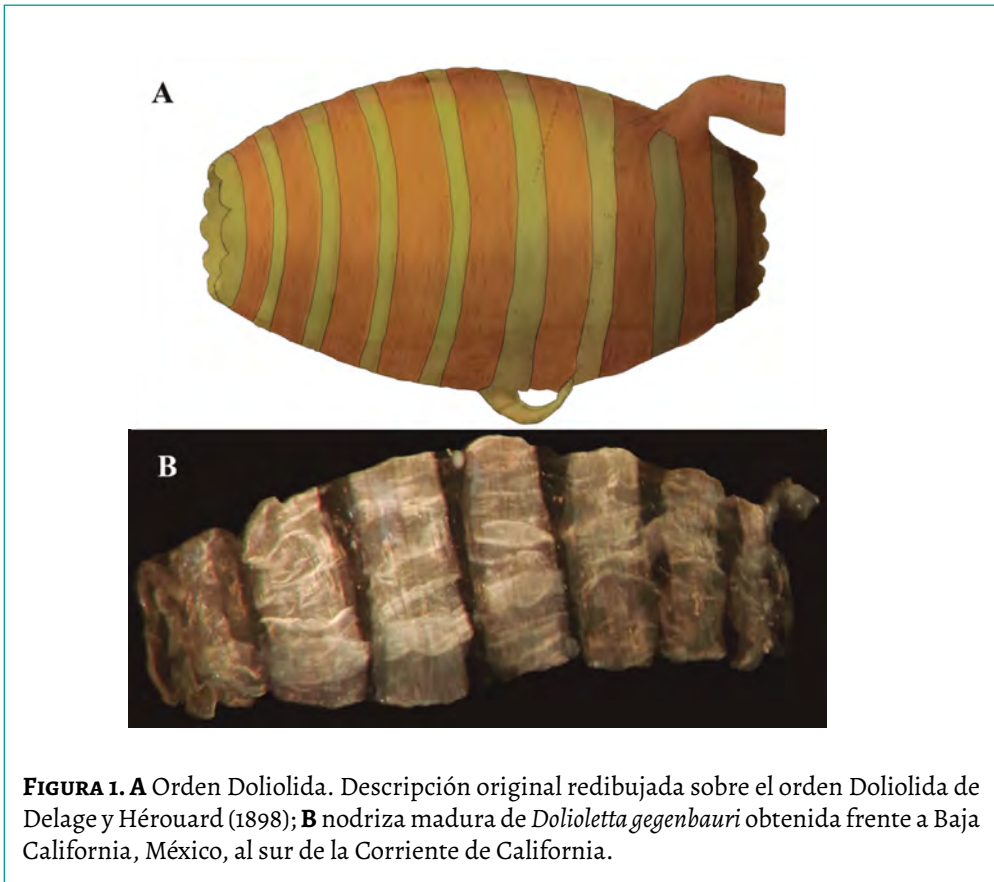 A
B
FIGURA 1. A Orden Doliolida. Descripción original redibujada sobre el orden Doliolida de
Delage y Hérouard (1898); B nodriza madura de Dolioletta gegenbauri obtenida frente a Baja
California, México, al sur de la Corriente de California.